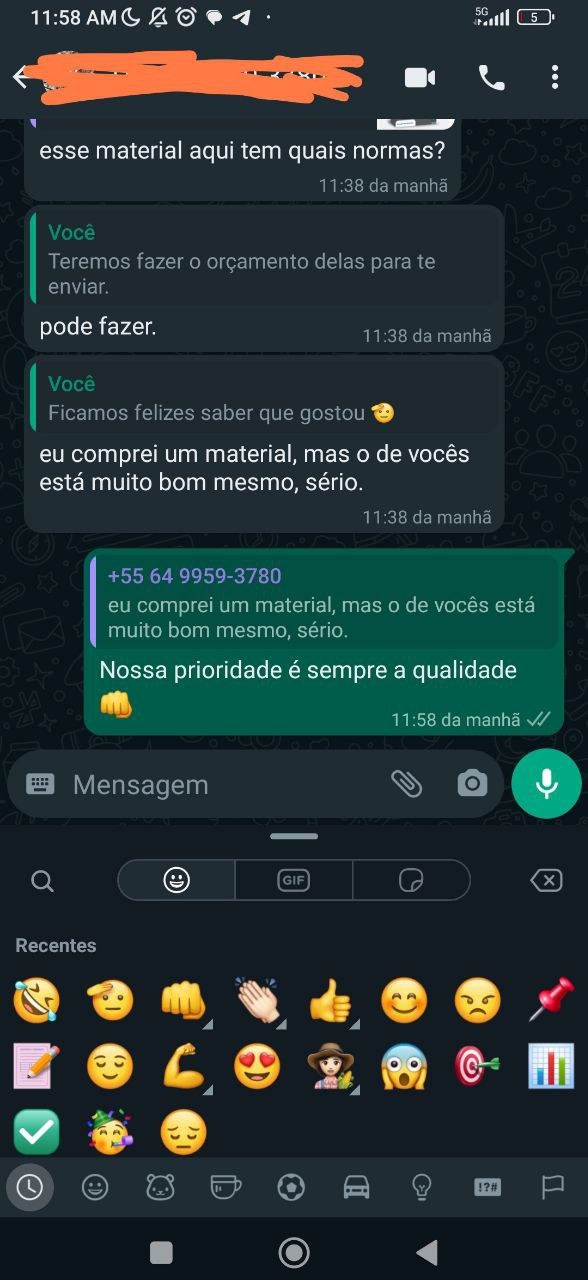 11:58 AM
5G
5
esse material aqui tem quais normas?
11:38 da manhã
Você
Teremos fazer o orçamento delas para te
enviar.
pode fazer.
11:38 da manhã
Você
Ficamos felizes saber que gostou 🫡
eu comprei um material, mas o de vocês
está muito bom mesmo, sério.
11:38 da manhã
+55 64 9959-3780
eu comprei um material, mas o de vocês está
muito bom mesmo, sério.
Nossa prioridade é sempre a qualidade
👊
11:58 da manhã
Mensagem
GIF
Recentes
!?#